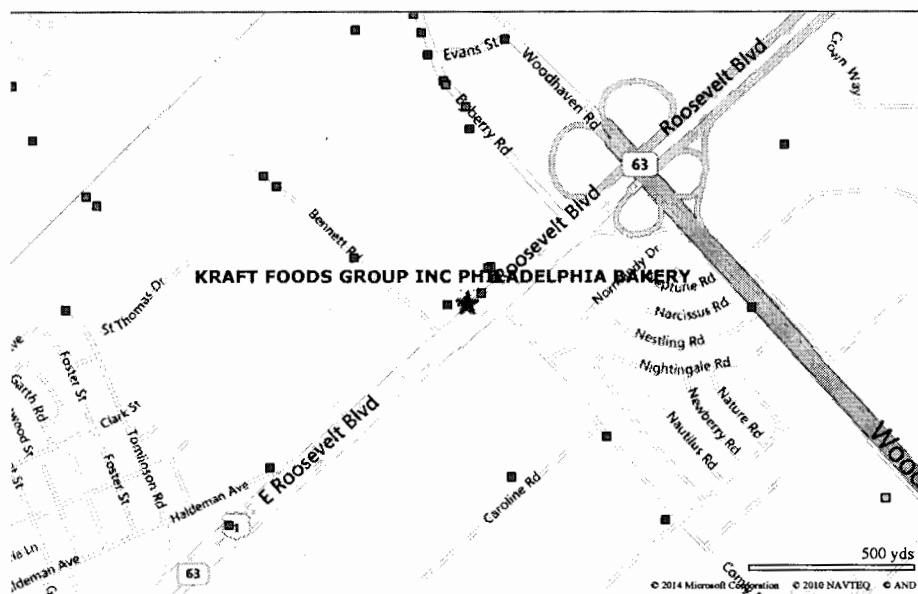 Evans St
Woodhaven Rd
Roosevelt Blvd
Crown Way
Boberry Rd
63
Roosevelt Blvd
Bennett Rd
KRAFT FOODS GROUP INC PHILADELPHIA BAKERY
Normandy Dr
Neptune Rd
Narcissus Rd
St Thomas Dr
Nestling Rd
Nightingale Rd
Foster St
Garth Rd
Clark St
Nature Rd
Newberry Rd
Nautilus Rd
E Roosevelt Blvd
Tomlinson Rd
Foster St
Haldeman Ave
Caroline Rd
1
63
500 yds
© 2014 Microsoft Corporation © 2010 NAVTEQ © AND